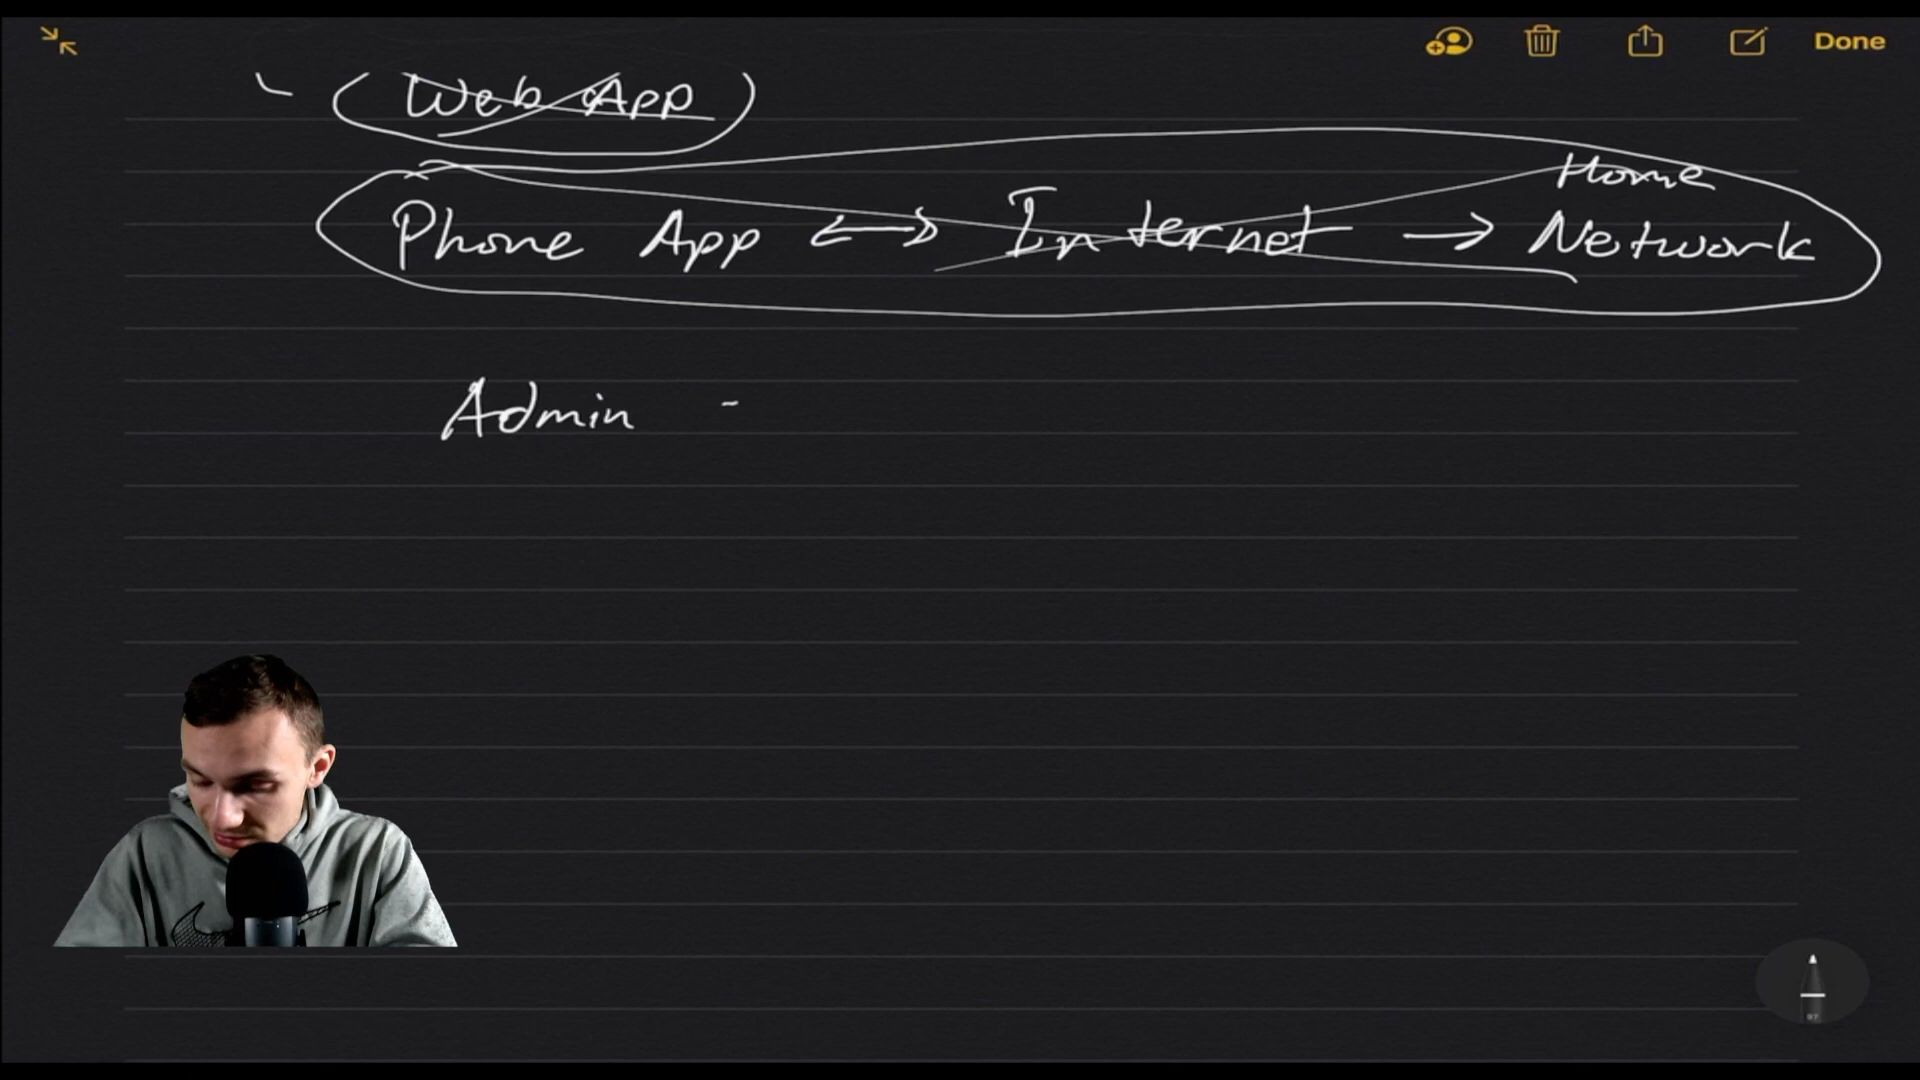 Done
Web App
Phone App <-> Internet -> Home Network
Admin -